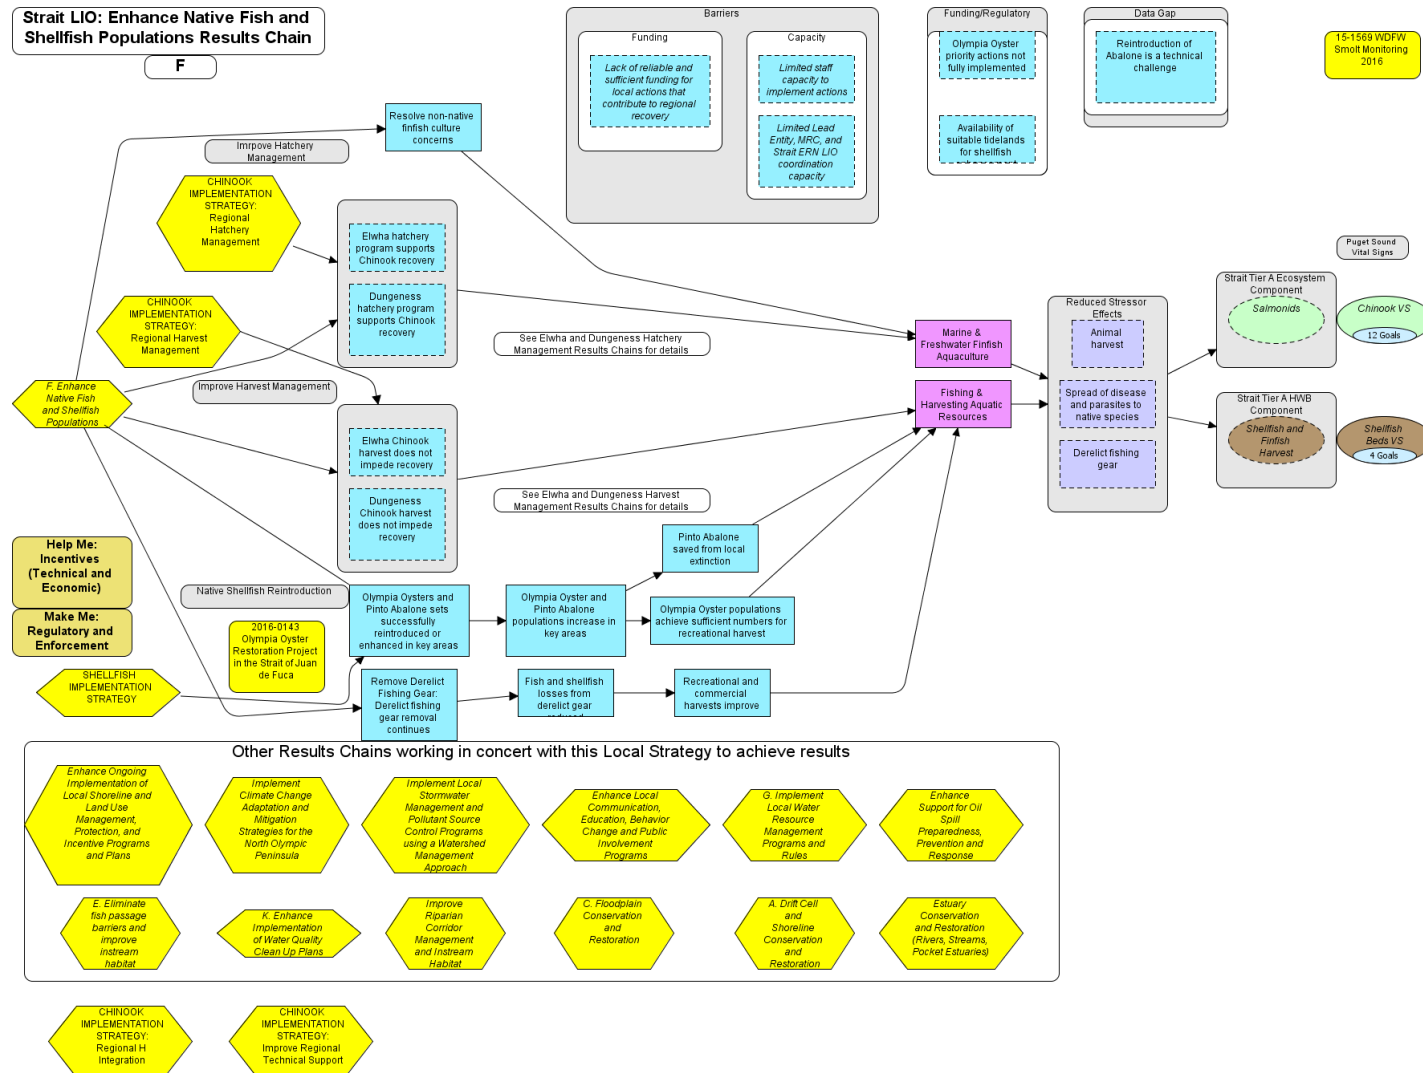 Strait LIO: Enhance Native Fish and
Shellfish Populations Results Chain
F
Barriers
Funding
Lack of reliable and
sufficient funding for
local actions that
contribute to regional
recovery
Capacity
Limited staff
capacity to
implement actions
Limited Lead
Entity, MRC, and
Strait ERN LIO
coordination
capacity
Funding/Regulatory
Olympia Oyster
priority actions not
fully implemented
Availability of
suitable tidelands
for shellfish
Data Gap
Reintroduction of
Abalone is a technical
challenge
15-1569 WDFW
Smolt Monitoring
2016
Resolve non-native
finfish culture
concerns
Imrpove Hatchery
Management
CHINOOK
IMPLEMENTATION
STRATEGY:
Regional
Hatchery
Management
Elwha hatchery
program supports
Chinook recovery
Dungeness
hatchery program
supports Chinook
recovery
CHINOOK
IMPLEMENTATION
STRATEGY:
Regional Harvest
Management
See Elwha and Dungeness Hatchery
Management Results Chains for details
Improve Harvest Management
F. Enhance
Native Fish
and Shellfish
Populations
Elwha Chinook
harvest does not
impede recovery
Dungeness
Chinook harvest
does not impede
recovery
See Elwha and Dungeness Harvest
Management Results Chains for details
Marine &
Freshwater Finfish
Aquaculture
Fishing &
Harvesting Aquatic
Resources
Reduced Stressor
Effects
Animal
harvest
Spread of disease
and parasites to
native species
Derelict fishing
gear
Puget Sound
Vital Signs
Strait Tier A Ecosystem
Component
Salmonids
Chinook VS
12 Goals
Strait Tier A HWB
Component
Shellfish and
Finfish
Harvest
Shellfish
Beds VS
4 Goals
Help Me:
Incentives
(Technical and
Economic)
Make Me:
Regulatory and
Enforcement
Native Shellfish Reintroduction
2016-0143
Olympia Oyster
Restoration Project
in the Strait of Juan
de Fuca
SHELLFISH
IMPLEMENTATION
STRATEGY
Olympia Oysters and
Pinto Abalone sets
successfully
reintroduced or
enhanced in key areas
Olympia Oyster and
Pinto Abalone
populations increase in
key areas
Pinto Abalone
saved from local
extinction
Olympia Oyster populations
achieve sufficient numbers for
recreational harvest
Remove Derelict
Fishing Gear:
Derelict fishing
gear removal
continues
Fish and shellfish
losses from
derelict gear
reduced
Recreational and
commercial
harvests improve
Other Results Chains working in concert with this Local Strategy to achieve results
Enhance Ongoing
Implementation of
Local Shoreline and
Land Use
Management,
Protection, and
Incentive Programs
and Plans
Implement
Climate Change
Adaptation and
Mitigation
Strategies for the
North Olympic
Peninsula
Implement Local
Stormwater
Management and
Pollutant Source
Control Programs
using a Watershed
Management
Approach
Enhance Local
Communication,
Education, Behavior
Change and Public
Involvement
Programs
G. Implement
Local Water
Resource
Management
Programs and
Rules
Enhance
Support for Oil
Spill
Preparedness,
Prevention and
Response
E. Eliminate
fish passage
barriers and
improve
instream
habitat
K. Enhance
Implementation
of Water Quality
Clean Up Plans
Improve
Riparian
Corridor
Management
and Instream
Habitat
C. Floodplain
Conservation
and
Restoration
A. Drift Cell
and
Shoreline
Conservation
and
Restoration
Estuary
Conservation
and Restoration
(Rivers, Streams,
Pocket Estuaries)
CHINOOK
IMPLEMENTATION
STRATEGY:
Regional H
Integration
CHINOOK
IMPLEMENTATION
STRATEGY:
Improve Regional
Technical Support